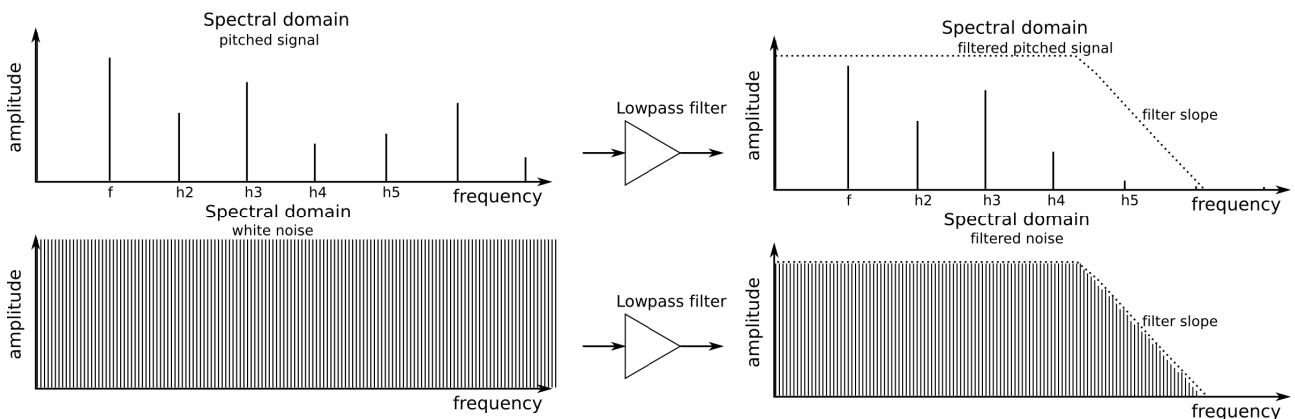 Spectral domain
pitched signal
amplitude
f h2 h3 h4 h5
frequency
Lowpass filter
Spectral domain
filtered pitched signal
amplitude
filter slope
f h2 h3 h4 h5
frequency
Spectral domain
white noise
amplitude
frequency
Lowpass filter
Spectral domain
filtered noise
amplitude
filter slope
frequency